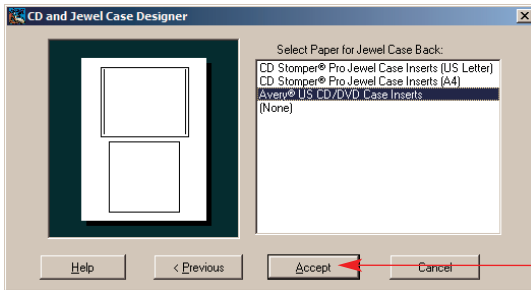 CD and Jewel Case Designer
Select Paper for Jewel Case Back:
CD Stomper® Pro Jewel Case Inserts (US Letter)
CD Stomper® Pro Jewel Case Inserts (A4)
Avery® US CD/DVD Case Inserts
(None)
Help
< Previous
Accept
Cancel